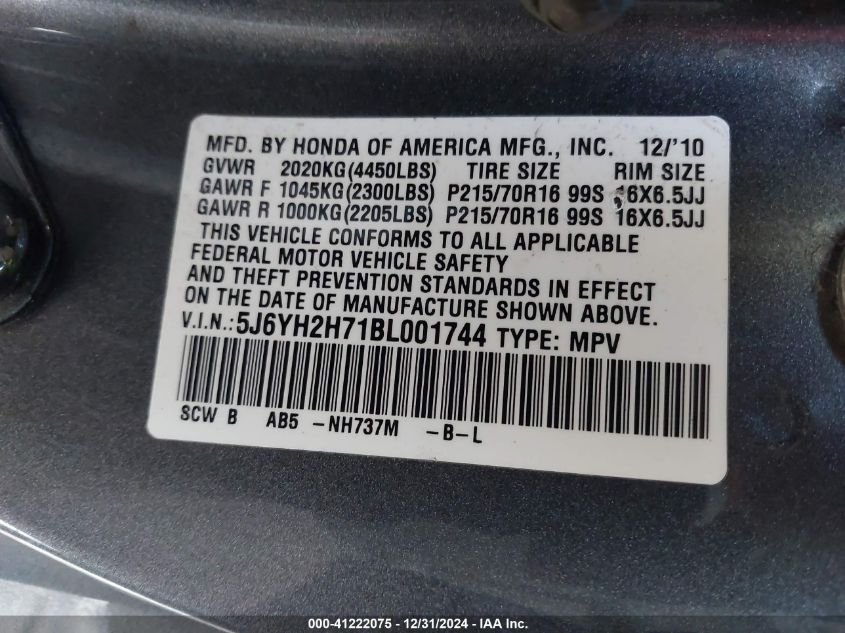 MFD. BY HONDA OF AMERICA MFG., INC. 12/'10
GVWR 2020KG(4450LBS) TIRE SIZE RIM SIZE
GAWR F 1045KG(2300LBS) P215/70R16 99S 16X6.5JJ
GAWR R 1000KG(2205LBS) P215/70R16 99S 16X6.5JJ
THIS VEHICLE CONFORMS TO ALL APPLICABLE
FEDERAL MOTOR VEHICLE SAFETY
AND THEFT PREVENTION STANDARDS IN EFFECT
ON THE DATE OF MANUFACTURE SHOWN ABOVE.
V.I.N.: 5J6YH2H71BL001744 TYPE: MPV
SCW B AB5 -NH737M -B-L
000-41222075 - 12/31/2024 - IAA Inc.